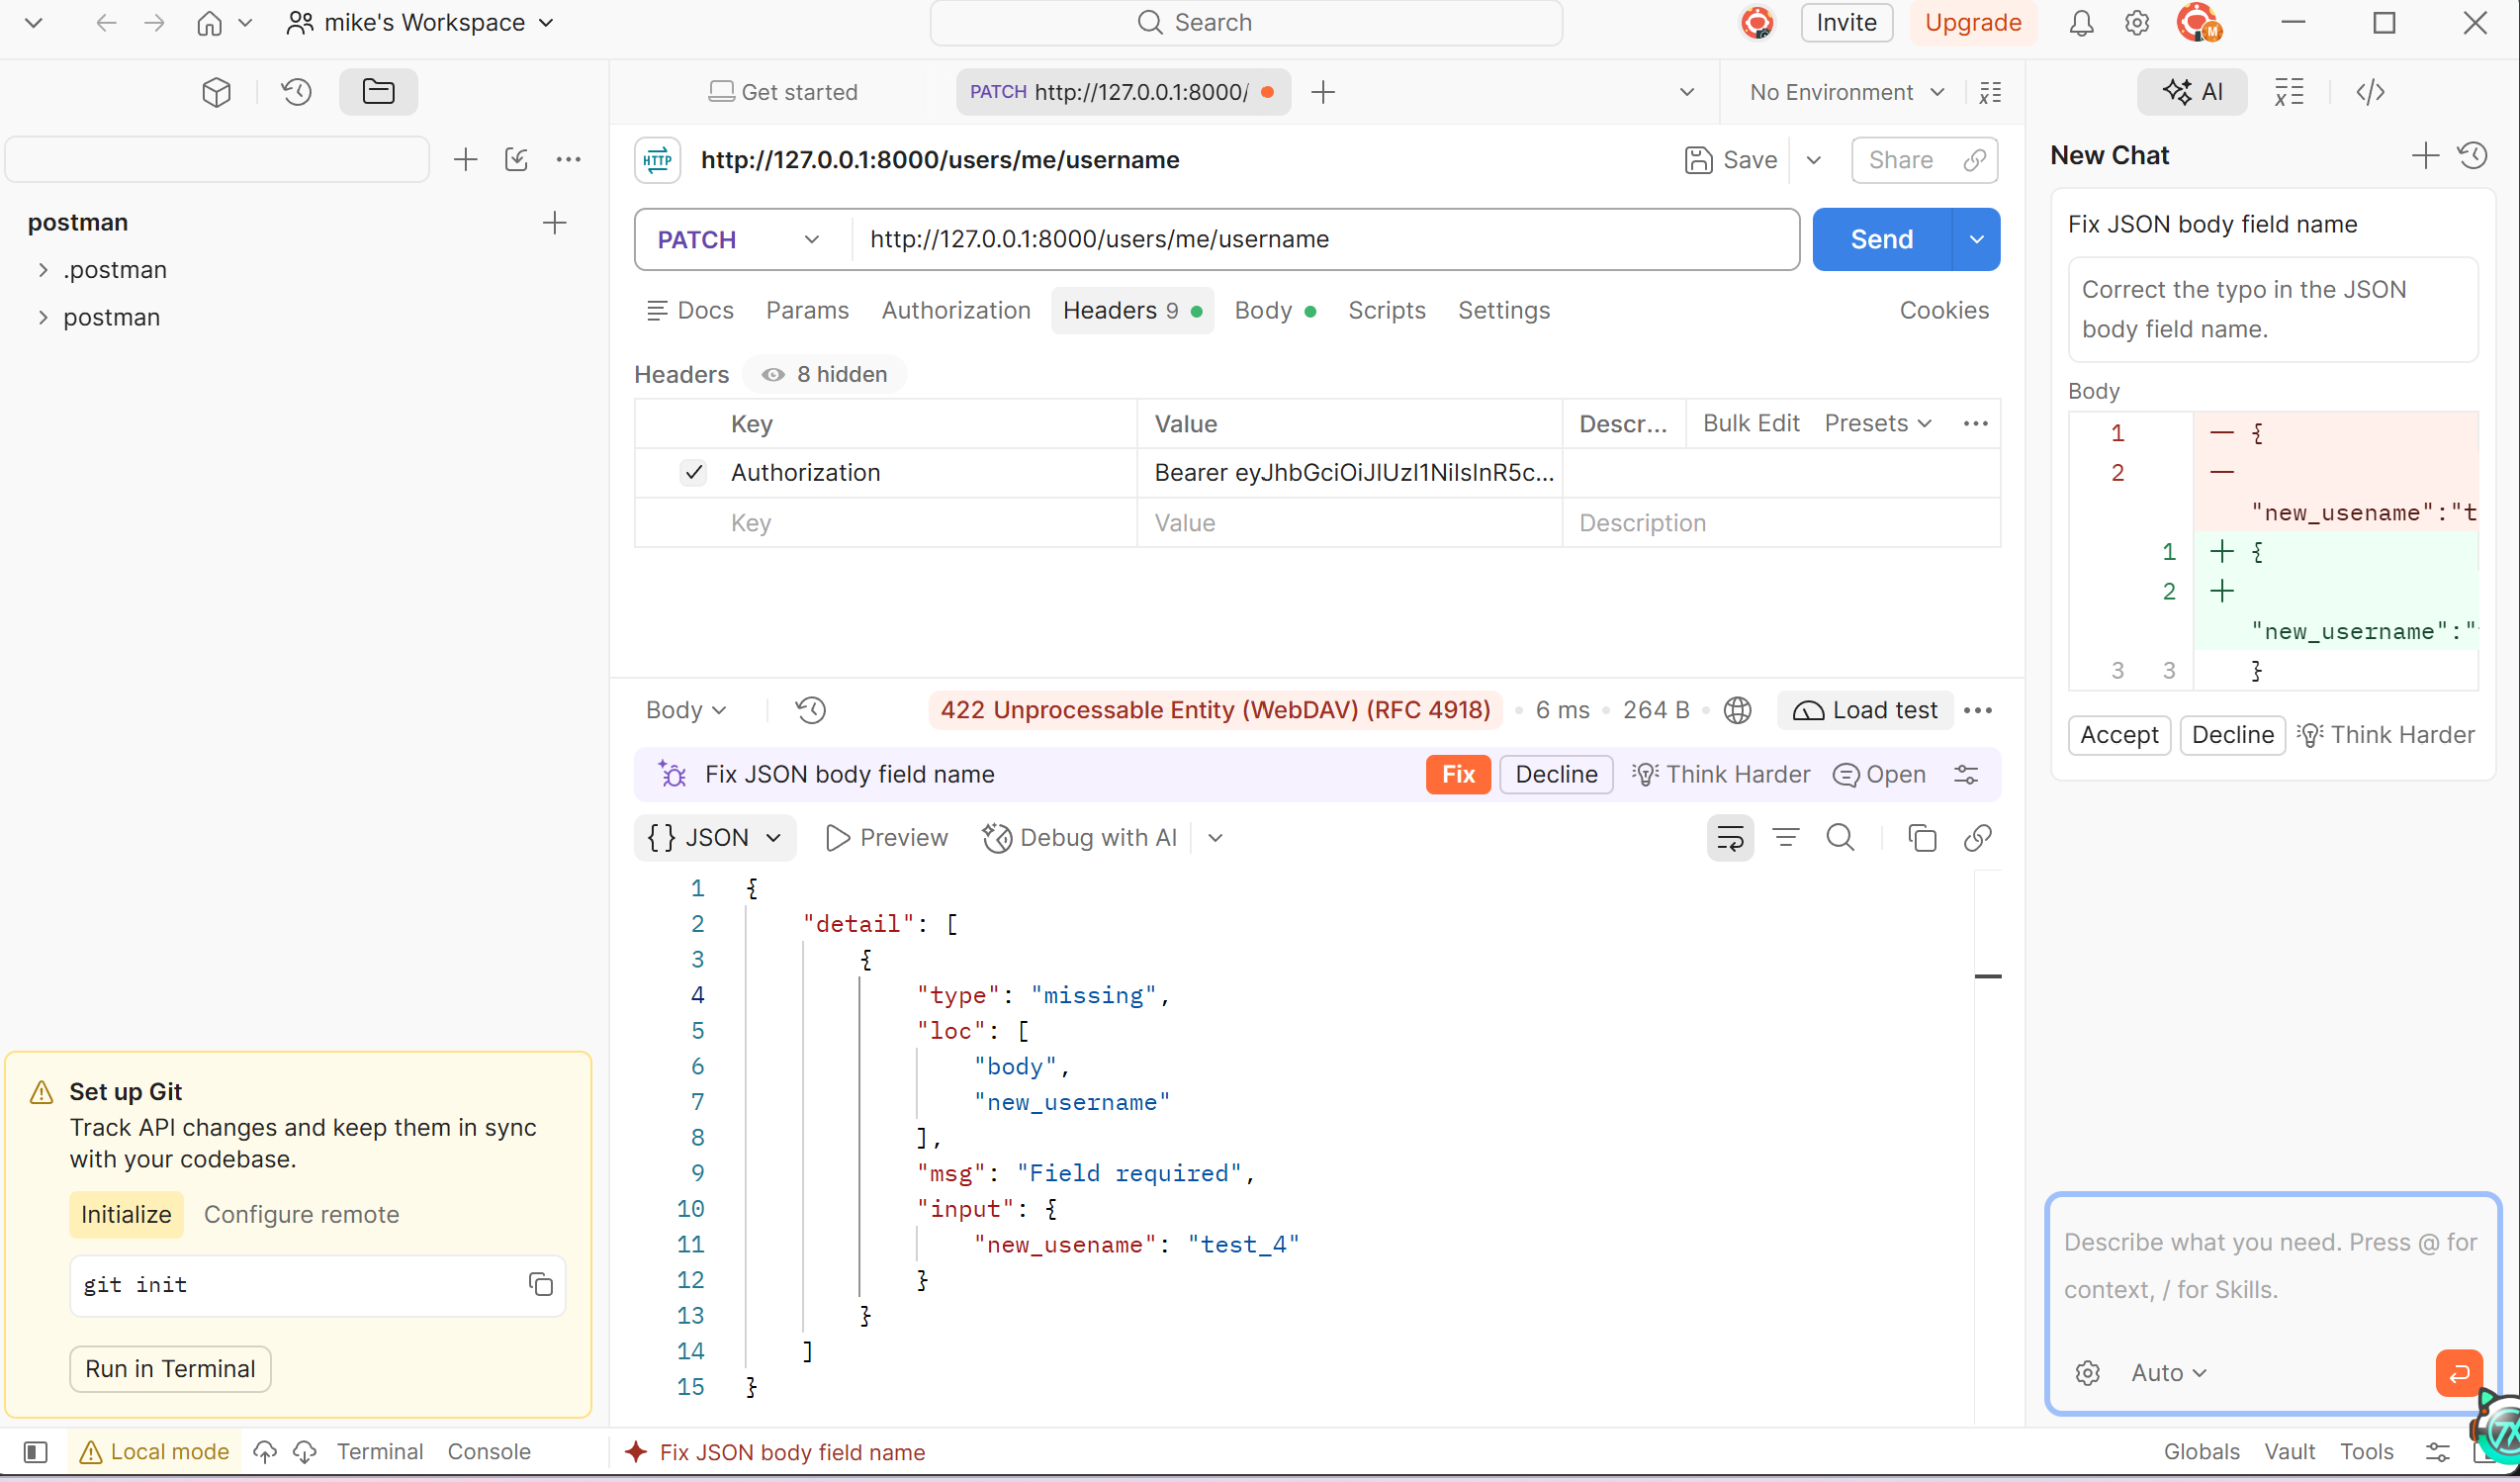 mike's Workspace
Search
Invite
Upgrade
M
Get started
PATCH http://127.0.0.1:8000/
No Environment
AI
HTTP
http://127.0.0.1:8000/users/me/username
Save
Share
New Chat
postman
.postman
postman
PATCH
http://127.0.0.1:8000/users/me/username
Send
Docs
Params
Authorization
Headers 9
Body
Scripts
Settings
Cookies
Headers
8 hidden
Key
Value
Descr...
Bulk Edit
Presets
Authorization
Bearer eyJhbGciOiJIUzI1NiIsInR5c...
Key
Value
Description
Fix JSON body field name
Correct the typo in the JSON
body field name.
Body
1 — {
2 —
"new_usename":"t
1 + {
2 +
"new_username":"
3 3 }
Accept
Decline
Think Harder
Body
422 Unprocessable Entity (WebDAV) (RFC 4918)
6 ms
264 B
Load test
Fix JSON body field name
Fix
Decline
Think Harder
Open
{} JSON
Preview
Debug with AI
1 {
2 "detail": [
3 {
4 "type": "missing",
5 "loc": [
6 "body",
7 "new_username"
8 ],
9 "msg": "Field required",
10 "input": {
11 "new_usename": "test_4"
12 }
13 }
14 ]
15 }
Set up Git
Track API changes and keep them in sync
with your codebase.
Initialize
Configure remote
git init
Run in Terminal
Describe what you need. Press @ for
context, / for Skills.
Auto
Local mode
Terminal
Console
Fix JSON body field name
Globals
Vault
Tools